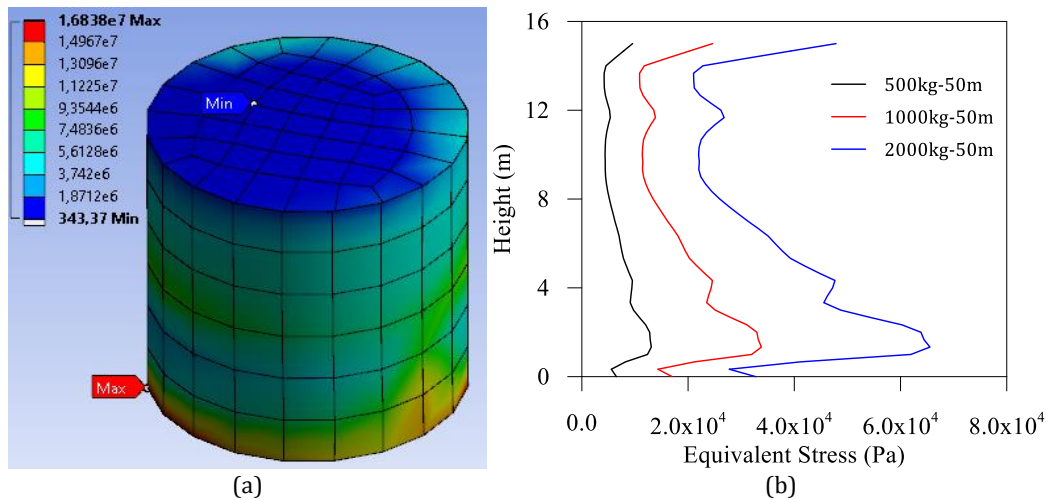 1,6838e7 Max
1,4967e7
1,3096e7
1,1225e7
9,3544e6
7,4836e6
5,6128e6
3,742e6
1,8712e6
343,37 Min
Min
Max
(a)
16
12
8
4
0
Height (m)
500kg-50m
1000kg-50m
2000kg-50m
0.0 2.0x10⁴ 4.0x10⁴ 6.0x10⁴ 8.0x10⁴
Equivalent Stress (Pa)
(b)